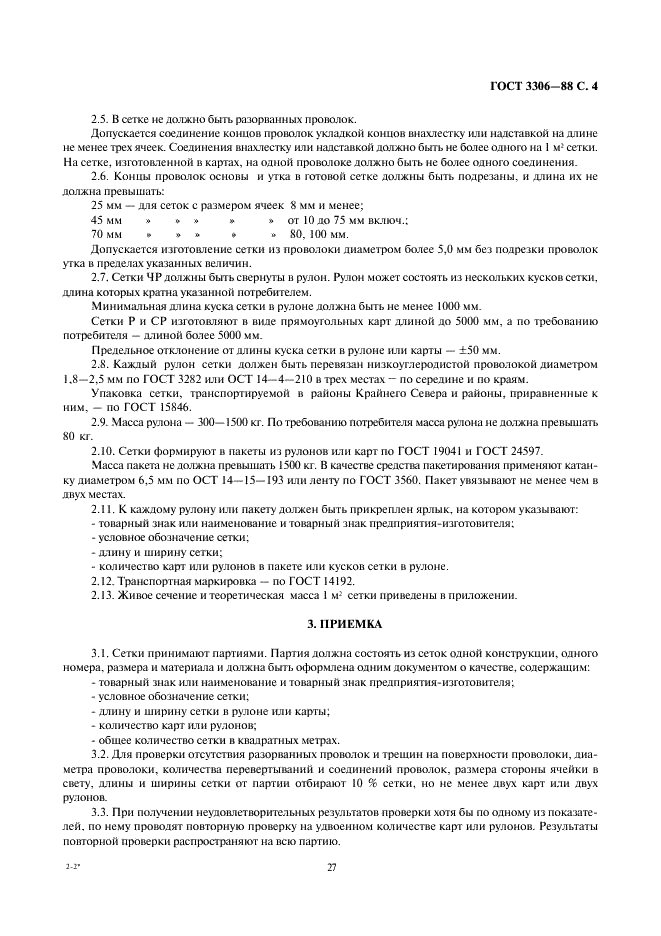 ГОСТ 3306—88 С. 4
2.5. В сетке не должно быть разорванных проволок.
Допускается соединение концов проволок укладкой концов внахлестку или надставкой на длине
не менее трех ячеек. Соединения внахлестку или надставкой должно быть не более одного на 1 м² сетки.
На сетке, изготовленной в картах, на одной проволоке должно быть не более одного соединения.
2.6. Концы проволок основы и утка в готовой сетке должны быть подрезаны, и длина их не
должна превышать:
25 мм — для сеток с размером ячеек 8 мм и менее;
45 мм » » » » » от 10 до 75 мм включ.;
70 мм » » » » » 80, 100 мм.
Допускается изготовление сетки из проволоки диаметром более 5,0 мм без подрезки проволок
утка в пределах указанных величин.
2.7. Сетки ЧР должны быть свернуты в рулон. Рулон может состоять из нескольких кусков сетки,
длина которых кратна указанной потребителем.
Минимальная длина куска сетки в рулоне должна быть не менее 1000 мм.
Сетки Р и СР изготовляют в виде прямоугольных карт длиной до 5000 мм, а по требованию
потребителя — длиной более 5000 мм.
Предельное отклонение от длины куска сетки в рулоне или карты — ±50 мм.
2.8. Каждый рулон сетки должен быть перевязан низкоуглеродистой проволокой диаметром
1,8—2,5 мм по ГОСТ 3282 или ОСТ 14—4—210 в трех местах — по середине и по краям.
Упаковка сетки, транспортируемой в районы Крайнего Севера и районы, приравненные к
ним, — по ГОСТ 15846.
2.9. Масса рулона — 300—1500 кг. По требованию потребителя масса рулона не должна превышать
80 кг.
2.10. Сетки формируют в пакеты из рулонов или карт по ГОСТ 19041 и ГОСТ 24597.
Масса пакета не должна превышать 1500 кг. В качестве средства пакетирования применяют катан-
ку диаметром 6,5 мм по ОСТ 14—15—193 или ленту по ГОСТ 3560. Пакет увязывают не менее чем в
двух местах.
2.11. К каждому рулону или пакету должен быть прикреплен ярлык, на котором указывают:
- товарный знак или наименование и товарный знак предприятия-изготовителя;
- условное обозначение сетки;
- длину и ширину сетки;
- количество карт или рулонов в пакете или кусков сетки в рулоне.
2.12. Транспортная маркировка — по ГОСТ 14192.
2.13. Живое сечение и теоретическая масса 1 м² сетки приведены в приложении.
3. ПРИЕМКА
3.1. Сетки принимают партиями. Партия должна состоять из сеток одной конструкции, одного
номера, размера и материала и должна быть оформлена одним документом о качестве, содержащим:
- товарный знак или наименование и товарный знак предприятия-изготовителя;
- условное обозначение сетки;
- длину и ширину сетки в рулоне или карты;
- количество карт или рулонов;
- общее количество сетки в квадратных метрах.
3.2. Для проверки отсутствия разорванных проволок и трещин на поверхности проволоки, диа-
метра проволоки, количества перевертываний и соединений проволок, размера стороны ячейки в
свету, длины и ширины сетки от партии отбирают 10 % сетки, но не менее двух карт или двух
рулонов.
3.3. При получении неудовлетворительных результатов проверки хотя бы по одному из показате-
лей, по нему проводят повторную проверку на удвоенном количестве карт или рулонов. Результаты
повторной проверки распространяют на всю партию.
2-2*
27